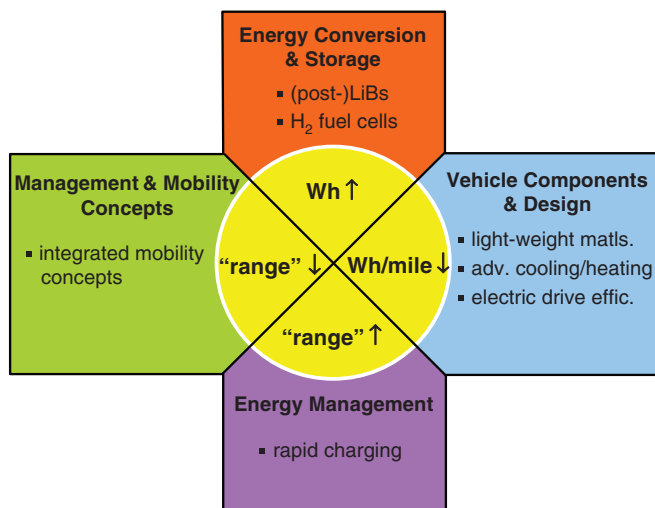 Energy Conversion
& Storage
▪ (post-)LiBs
▪ H₂ fuel cells
Management & Mobility
Concepts
▪ integrated mobility
concepts
Vehicle Components
& Design
▪ light-weight matls.
▪ adv. cooling/heating
▪ electric drive effic.
Wh ↑
“range” ↓
Wh/mile ↓
“range” ↑
Energy Management
▪ rapid charging